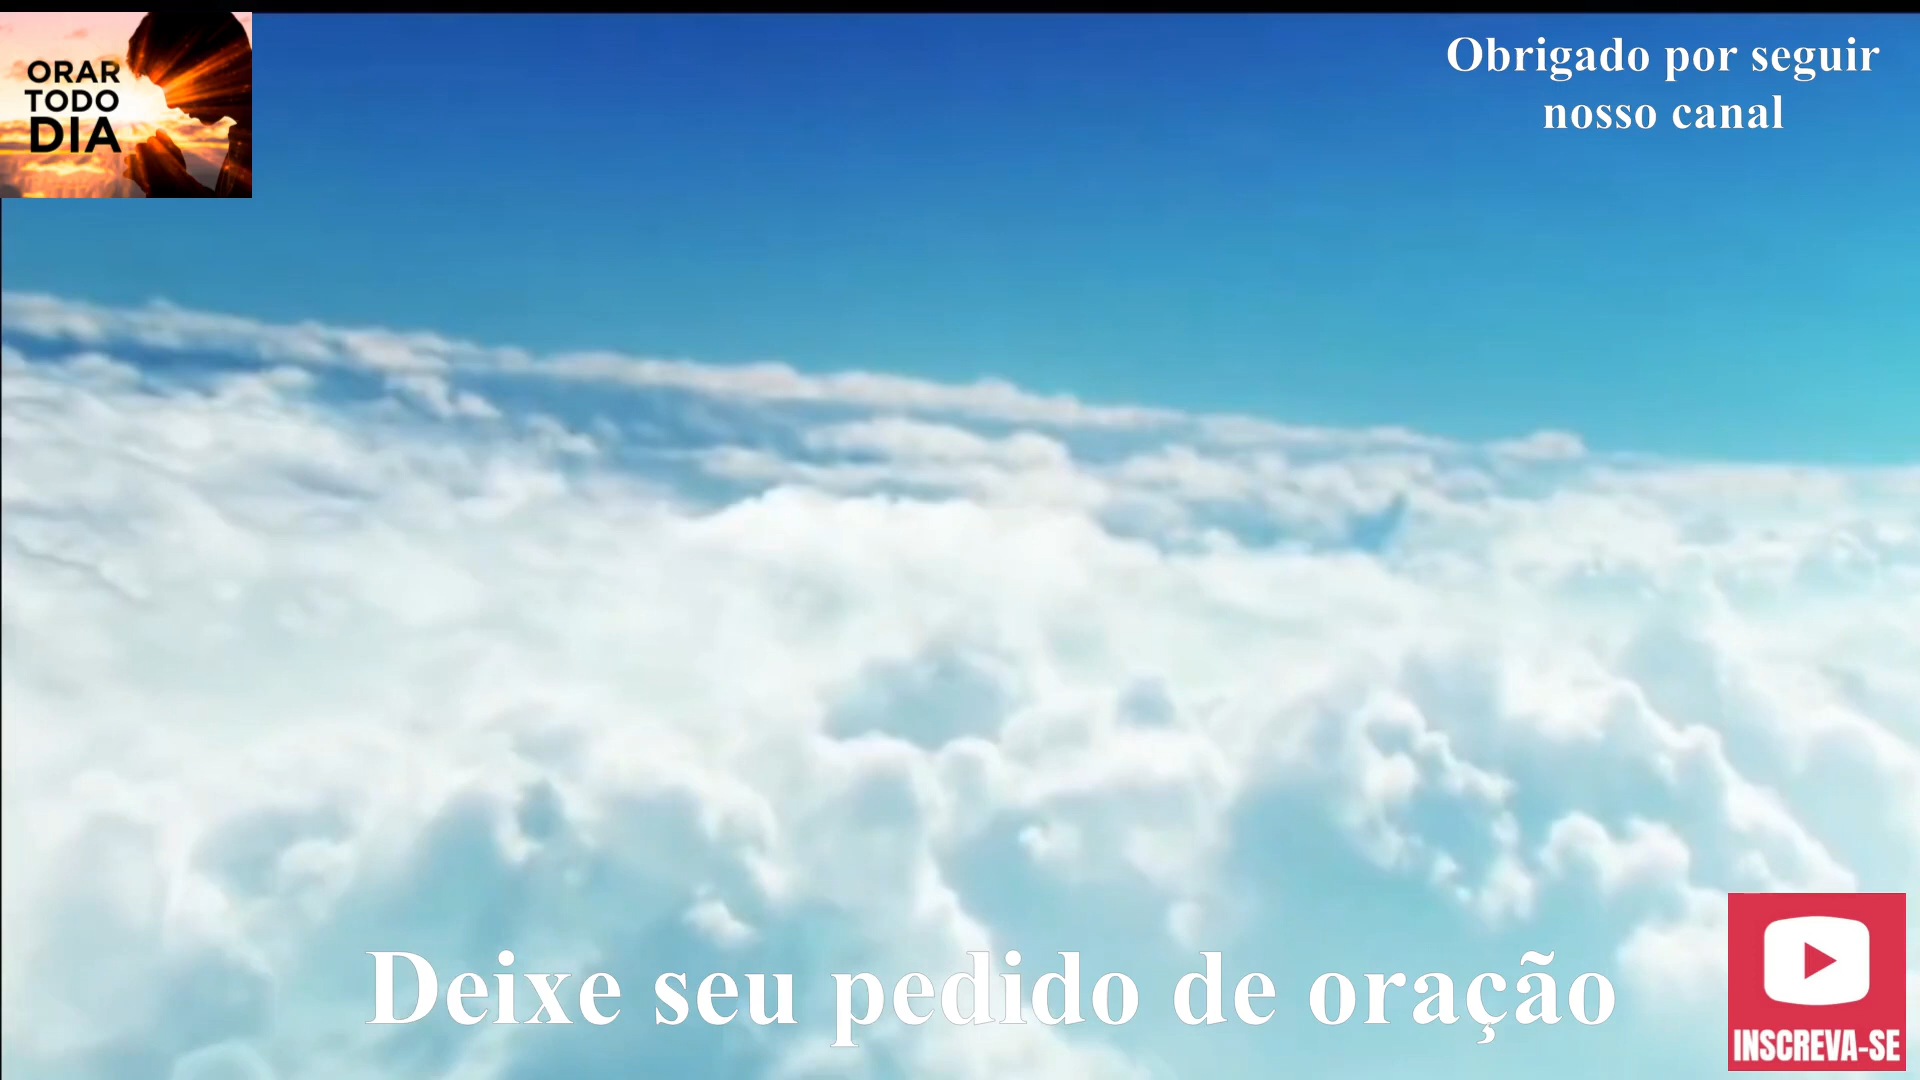 ORAR
TODO
DIA
Obrigado por seguir
nosso canal
Deixe seu pedido de oração
INSCREVA-SE